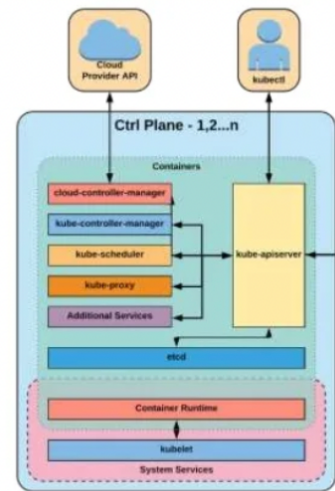 Cloud
Provider API
kubectl
Ctrl Plane - 1,2...n
Containers
cloud-controller-manager
kube-controller-manager
kube-scheduler
kube-apiserver
kube-proxy
Additional Services
etcd
Container Runtime
kubelet
System Services